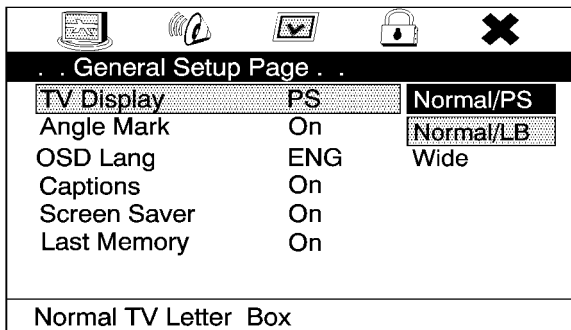 . . General Setup Page . .
TV Display PS Normal/PS
Angle Mark On Normal/LB
OSD Lang ENG Wide
Captions On
Screen Saver On
Last Memory On
Normal TV Letter Box